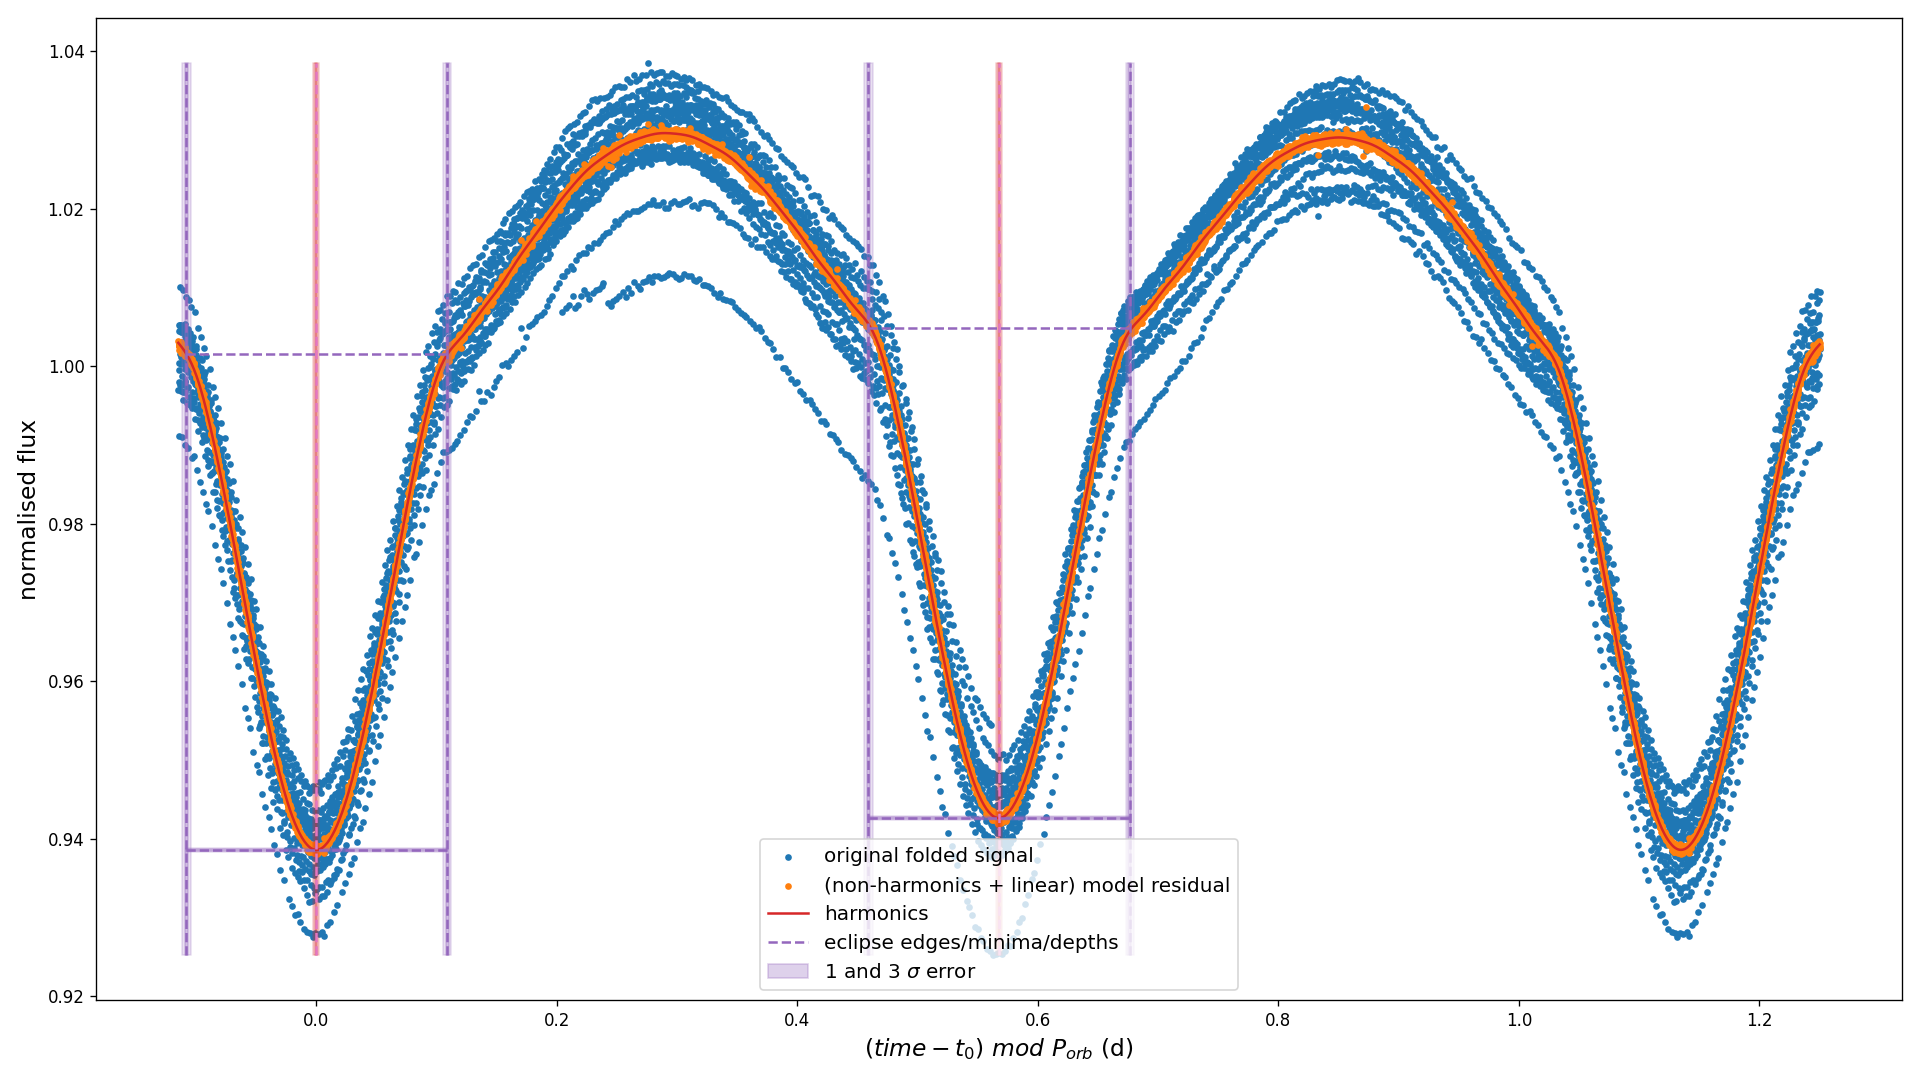 1.04
1.02
1.00
0.98
0.96
0.94
0.92
normalised flux
original folded signal
(non-harmonics + linear) model residual
harmonics
eclipse edges/minima/depths
1 and 3 σ error
0.0 0.2 0.4 0.6 0.8 1.0 1.2
(time − t₀) mod Pₒᵣb (d)